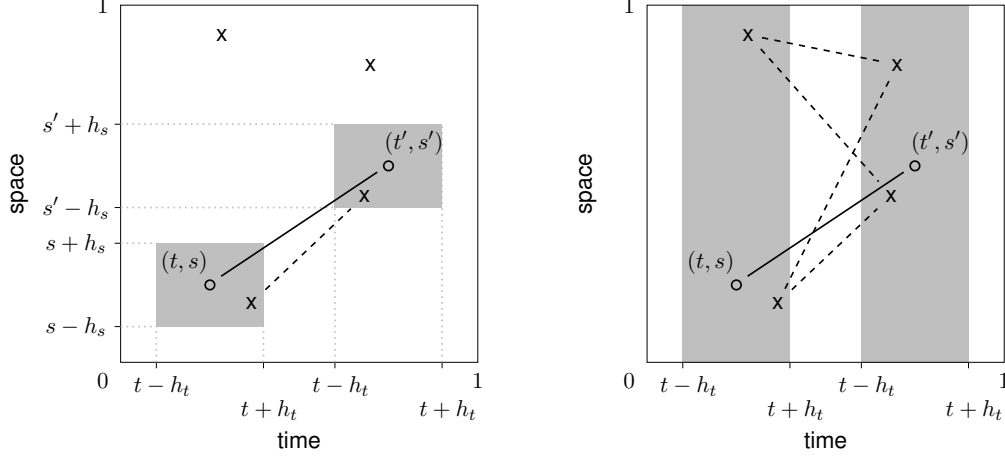 1
x
x
s′ + h_s
(t′, s′)
x
s′ − h_s
s + h_s
(t, s)
x
s − h_s
space
0
t − h_t
t + h_t
t − h_t
t + h_t
1
time
1
x
x
(t′, s′)
x
(t, s)
x
space
0
t − h_t
t + h_t
t − h_t
t + h_t
1
time